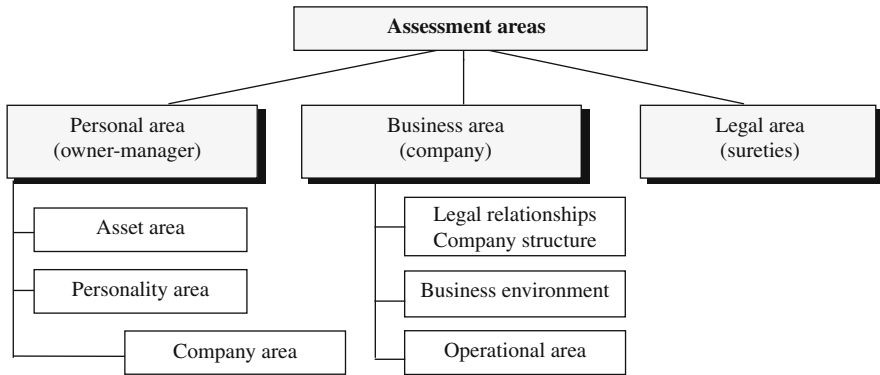 Assessment areas
Personal area
(owner-manager)
Business area
(company)
Legal area
(sureties)
Asset area
Personality area
Company area
Legal relationships
Company structure
Business environment
Operational area